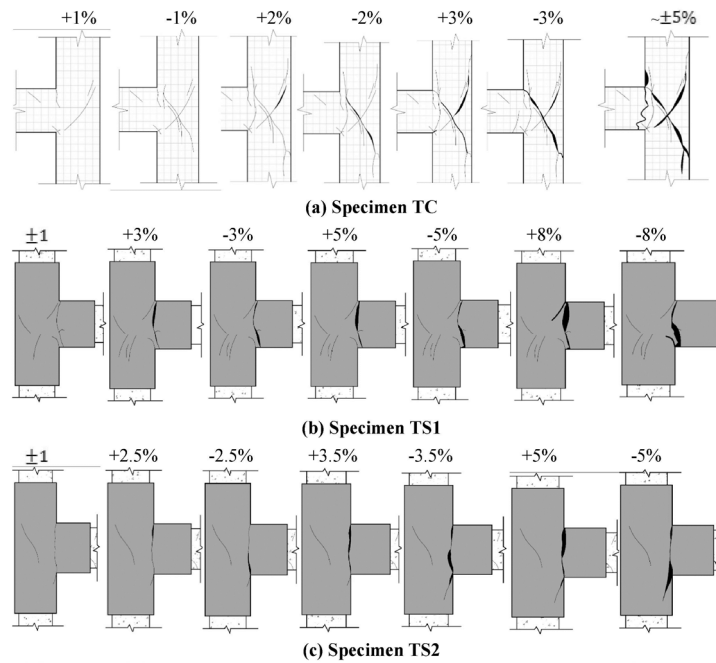 +1% -1% +2% -2% +3% -3% ~±5%
(a) Specimen TC
±1 +3% -3% +5% -5% +8% -8%
(b) Specimen TS1
±1 +2.5% -2.5% +3.5% -3.5% +5% -5%
(c) Specimen TS2